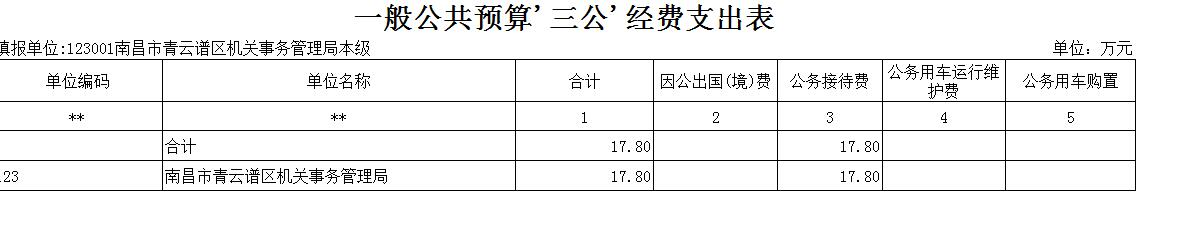 一般公共预算'三公'经费支出表
填报单位:123001南昌市青云谱区机关事务管理局本级 单位：万元
单位编码 单位名称 合计 因公出国(境)费 公务接待费 公务用车运行维护费 公务用车购置
** ** 1 2 3 4 5
合计 17.80 17.80
123 南昌市青云谱区机关事务管理局 17.80 17.80